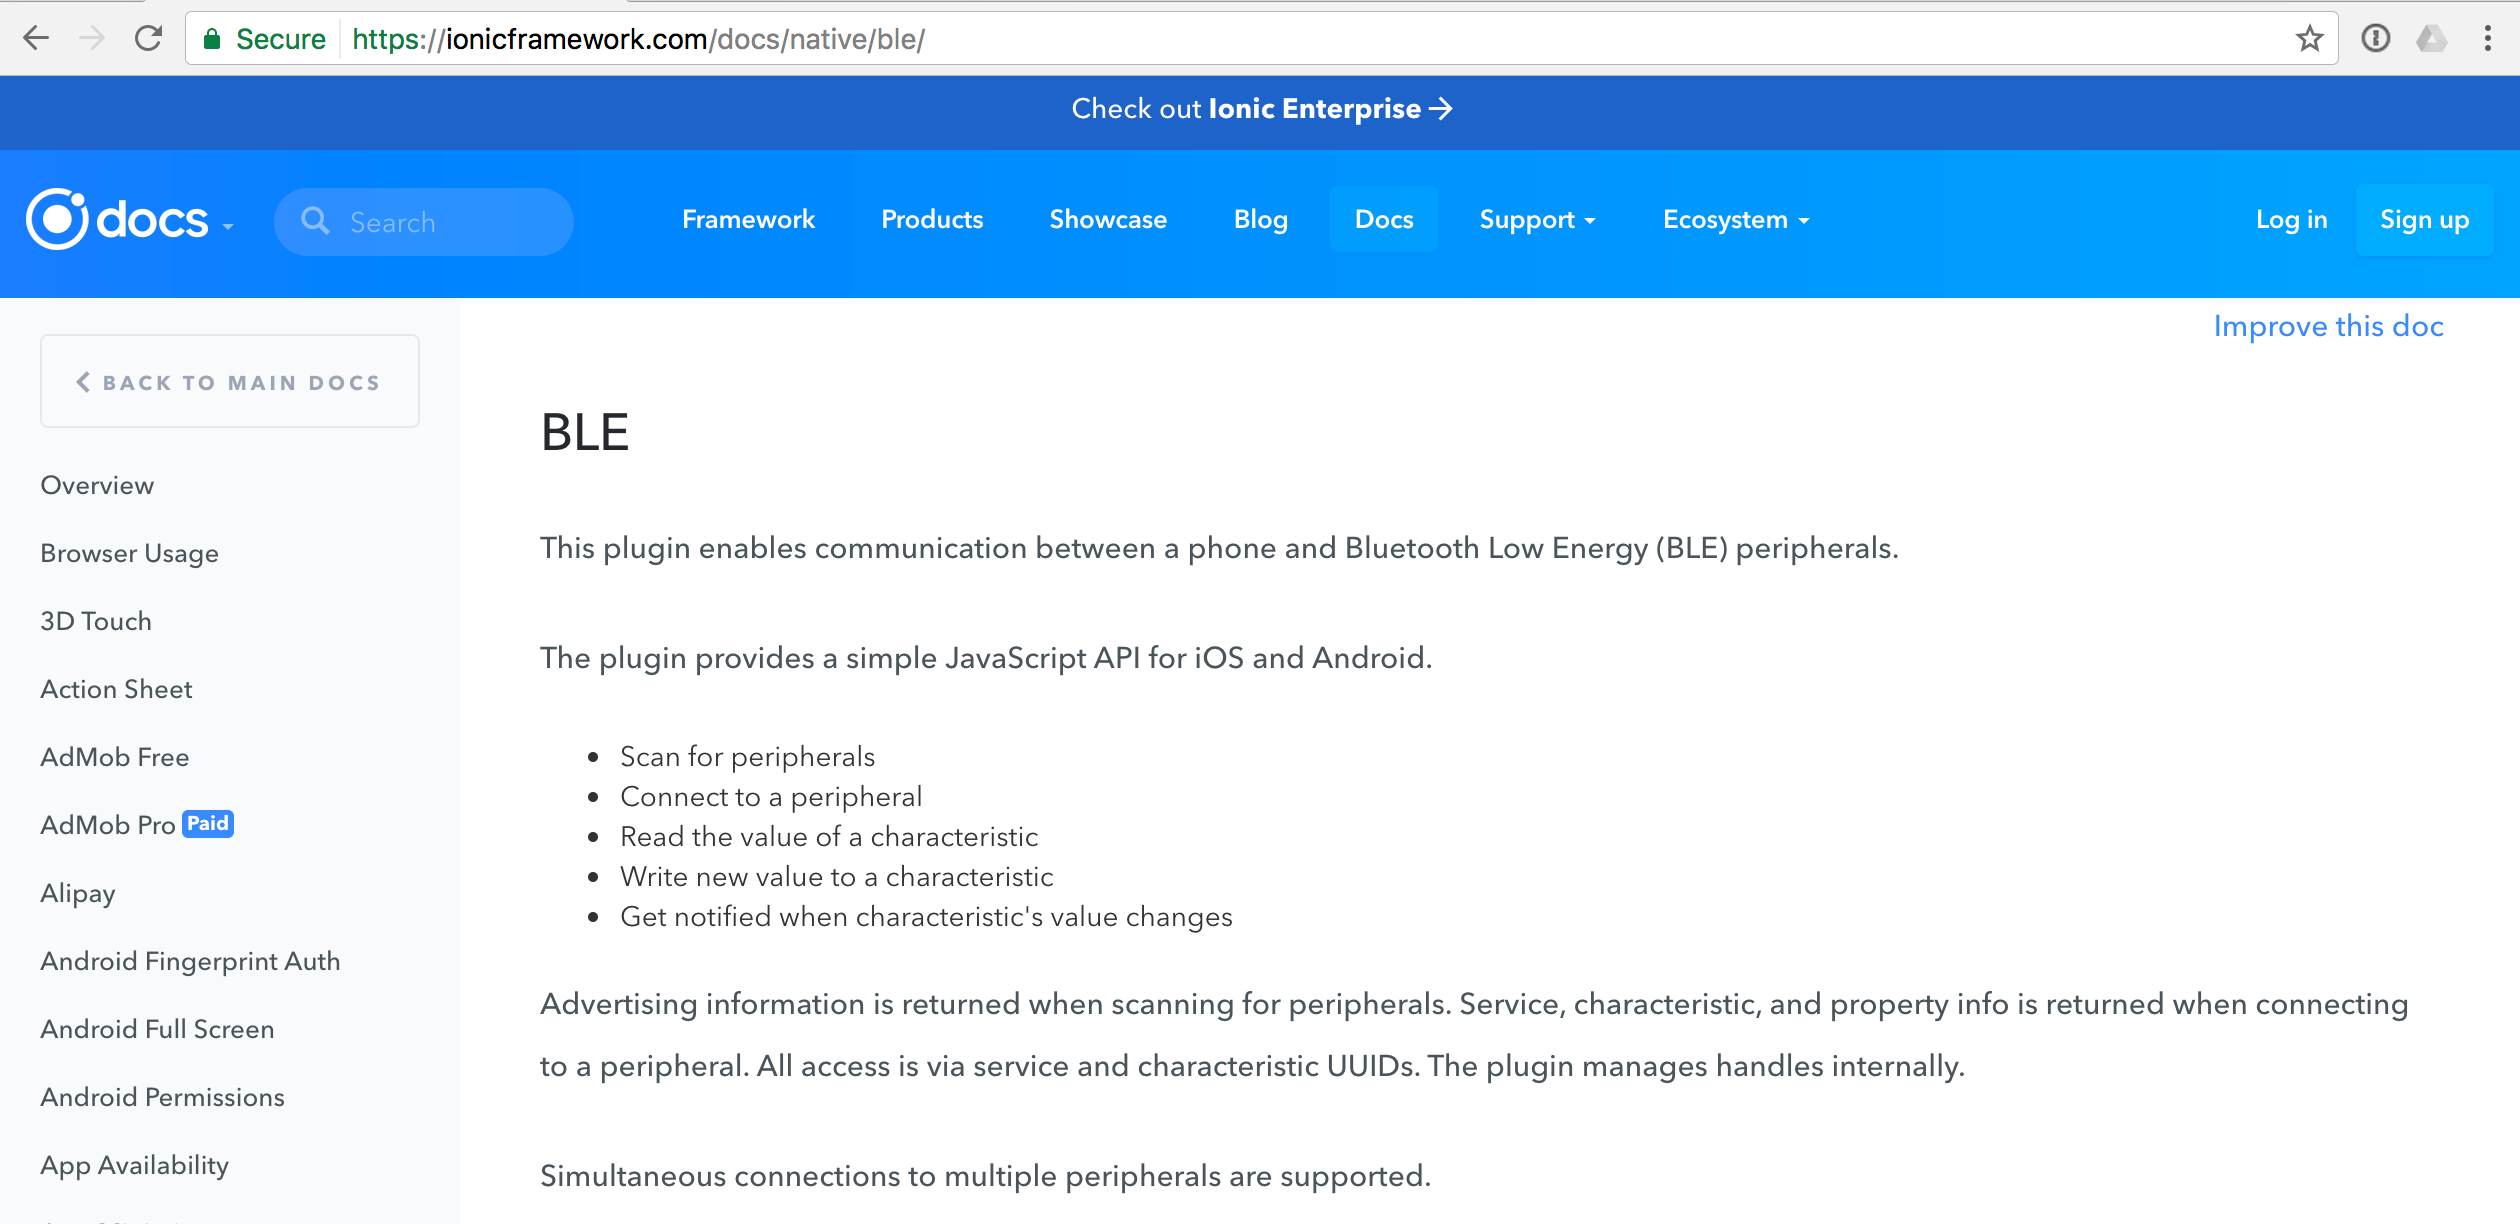 Secure https://ionicframework.com/docs/native/ble/
Check out Ionic Enterprise →
docs Search Framework Products Showcase Blog Docs Support Ecosystem Log in Sign up
Improve this doc
BACK TO MAIN DOCS
Overview
Browser Usage
3D Touch
Action Sheet
AdMob Free
AdMob Pro Paid
Alipay
Android Fingerprint Auth
Android Full Screen
Android Permissions
App Availability
BLE
This plugin enables communication between a phone and Bluetooth Low Energy (BLE) peripherals.
The plugin provides a simple JavaScript API for iOS and Android.
• Scan for peripherals
• Connect to a peripheral
• Read the value of a characteristic
• Write new value to a characteristic
• Get notified when characteristic's value changes
Advertising information is returned when scanning for peripherals. Service, characteristic, and property info is returned when connecting
to a peripheral. All access is via service and characteristic UUIDs. The plugin manages handles internally.
Simultaneous connections to multiple peripherals are supported.